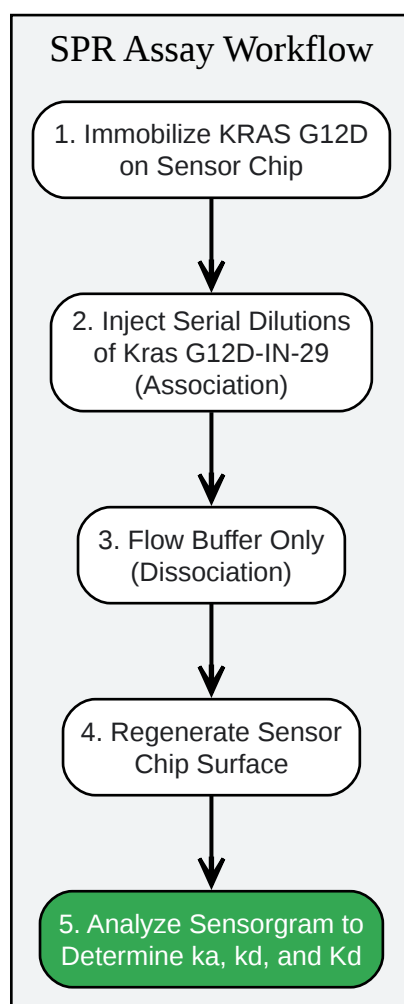 SPR Assay Workflow
1. Immobilize KRAS G12D
on Sensor Chip
2. Inject Serial Dilutions
of Kras G12D-IN-29
(Association)
3. Flow Buffer Only
(Dissociation)
4. Regenerate Sensor
Chip Surface
5. Analyze Sensorgram to
Determine ka, kd, and Kd